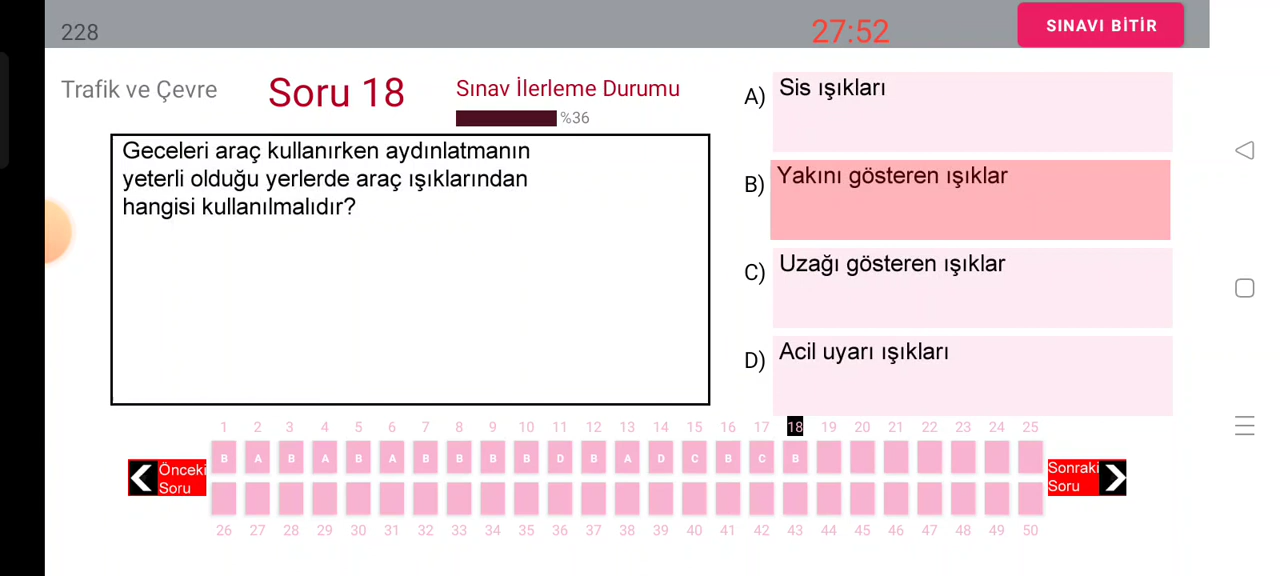 228
27:52
SINAVI BİTİR
Trafik ve Çevre
Soru 18
Sınav İlerleme Durumu
%36
Geceleri araç kullanırken aydınlatmanın
yeterli olduğu yerlerde araç ışıklarından
hangisi kullanılmalıdır?
A) Sis ışıkları
B) Yakını gösteren ışıklar
C) Uzağı gösteren ışıklar
D) Acil uyarı ışıkları
1 2 3 4 5 6 7 8 9 10 11 12 13 14 15 16 17 18 19 20 21 22 23 24 25
B A B A B A B B B B D B A D C B C B
Önceki
Soru
Sonraki
Soru
26 27 28 29 30 31 32 33 34 35 36 37 38 39 40 41 42 43 44 45 46 47 48 49 50